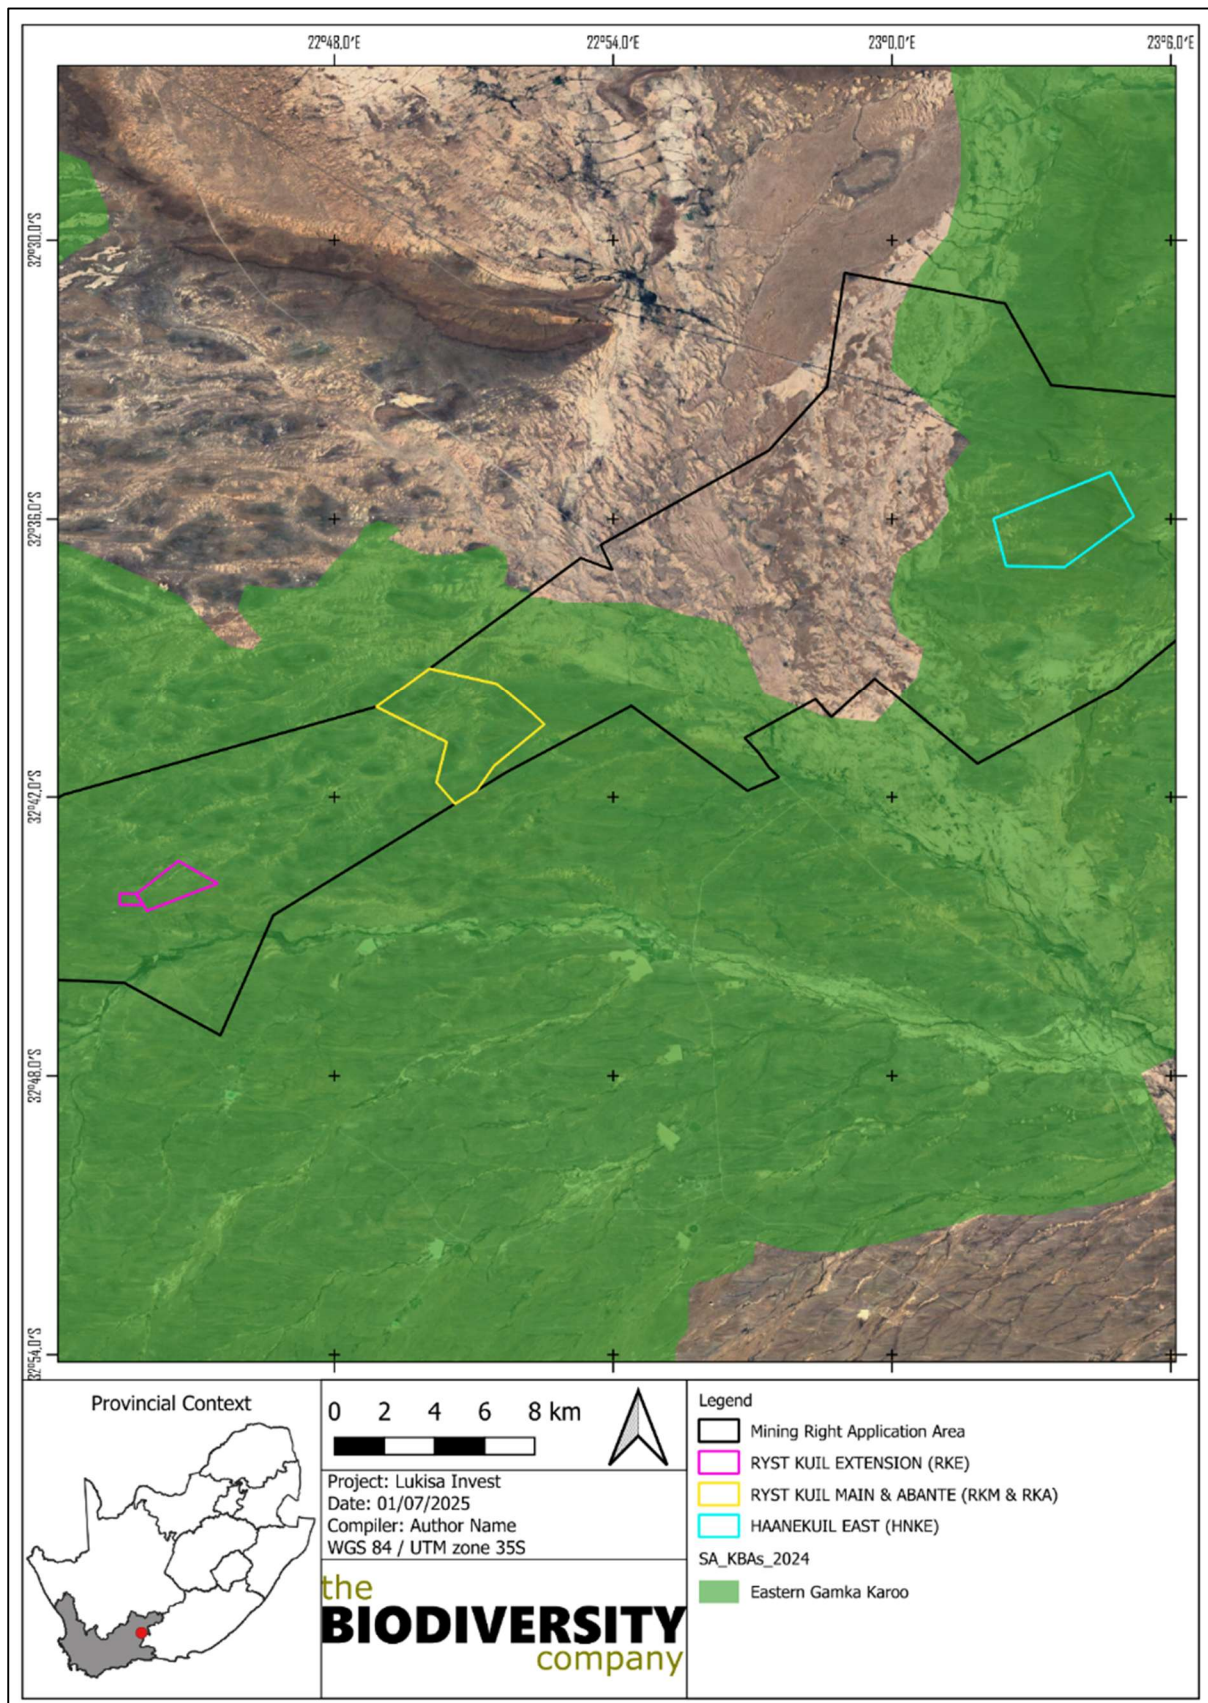 22°48.0'E 22°54.0'E 23°0.0'E 23°6.0'E
32°30.0'S
32°36.0'S
32°42.0'S
32°48.0'S
32°54.0'S
Provincial Context
0 2 4 6 8 km
Project: Lukisa Invest
Date: 01/07/2025
Compiler: Author Name
WGS 84 / UTM zone 35S
the
BIODIVERSITY
company
Legend
Mining Right Application Area
RYST KUIL EXTENSION (RKE)
RYST KUIL MAIN & ABANTE (RKM & RKA)
HAANEKUIL EAST (HNKE)
SA_KBAs_2024
Eastern Gamka Karoo